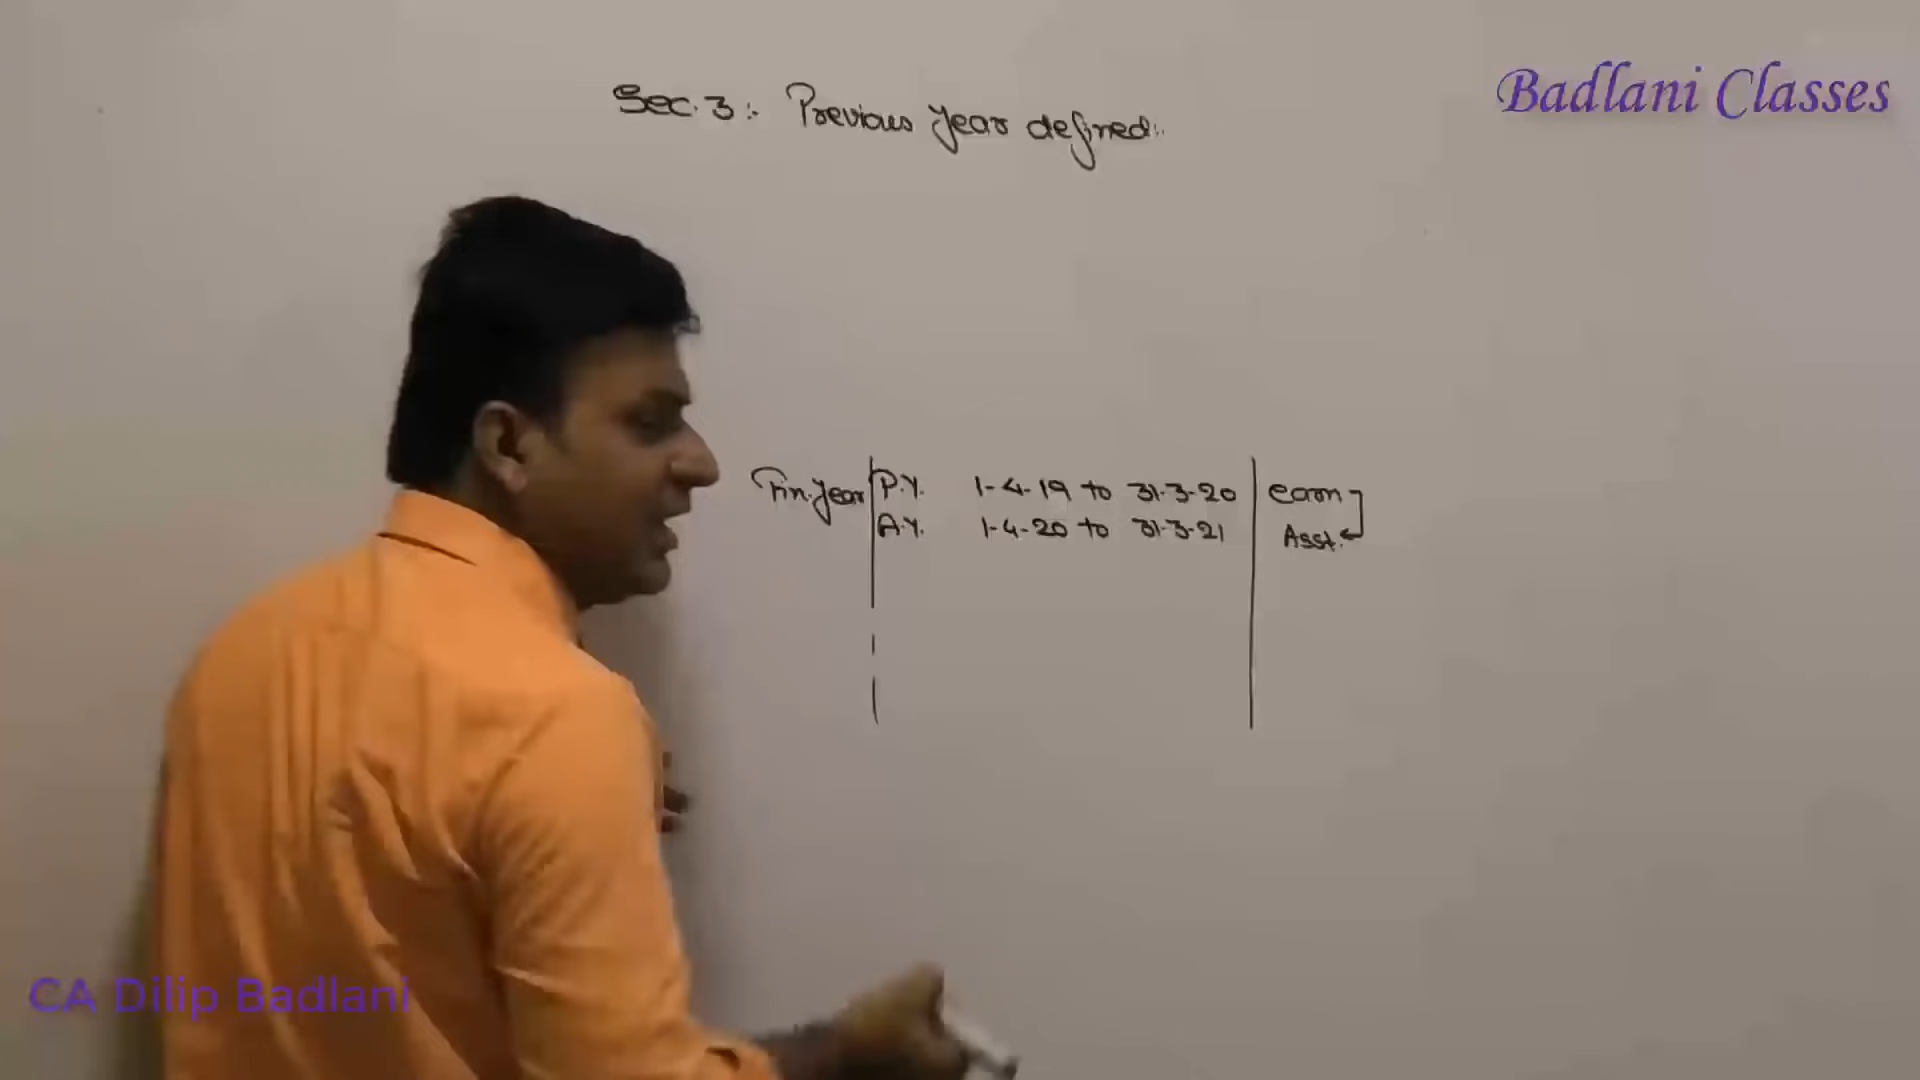 Badlani Classes
Sec. 3 :- Previous year defined:-
Fin. year P.Y. 1-4-19 to 31-3-20 earn
A.Y. 1-4-20 to 31-3-21 Asst.
CA Dilip Badlani